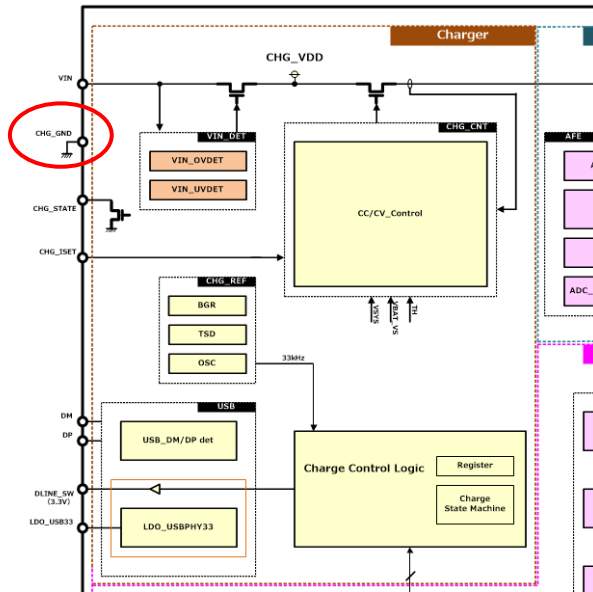 Charger
CHG_VDD
VIN
CHG_GND
VIN_DET
VIN_OVDET
VIN_UVDET
CHG_CNT
CC/CV_Control
AFE
CHG_STATE
CHG_ISET
ADC_
CHG_REF
BGR
TSD
OSC
33kHz
VSYS
VBAT_VS
TH
USB
DM
DP
USB_DM/DP det
DLINE_SW
(3.3V)
LDO_USB33
LDO_USBPHY33
Charge Control Logic
Register
Charge
State Machine